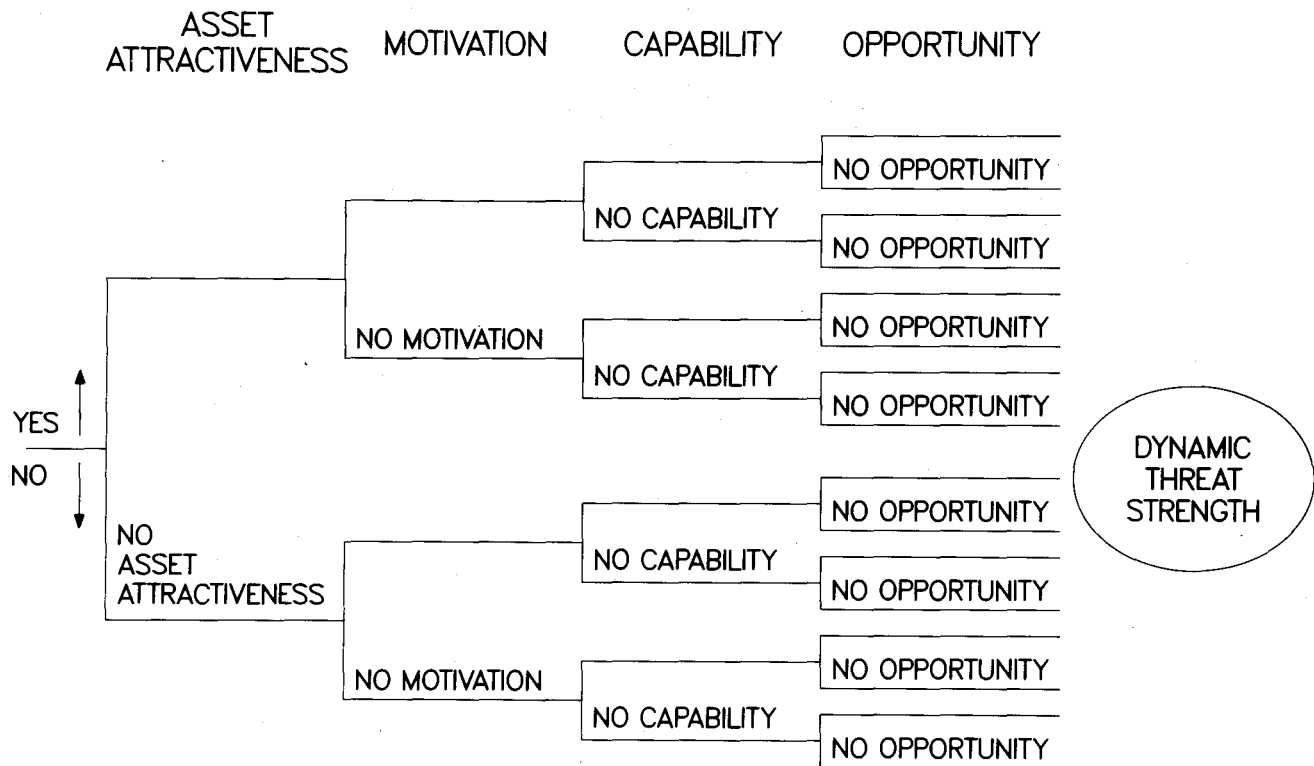 ASSET
ATTRACTIVENESS
MOTIVATION
CAPABILITY
OPPORTUNITY
NO OPPORTUNITY
NO CAPABILITY
NO OPPORTUNITY
NO OPPORTUNITY
NO MOTIVATION
NO CAPABILITY
NO OPPORTUNITY
YES
NO
DYNAMIC
THREAT
STRENGTH
NO OPPORTUNITY
NO
ASSET
ATTRACTIVENESS
NO CAPABILITY
NO OPPORTUNITY
NO OPPORTUNITY
NO MOTIVATION
NO CAPABILITY
NO OPPORTUNITY